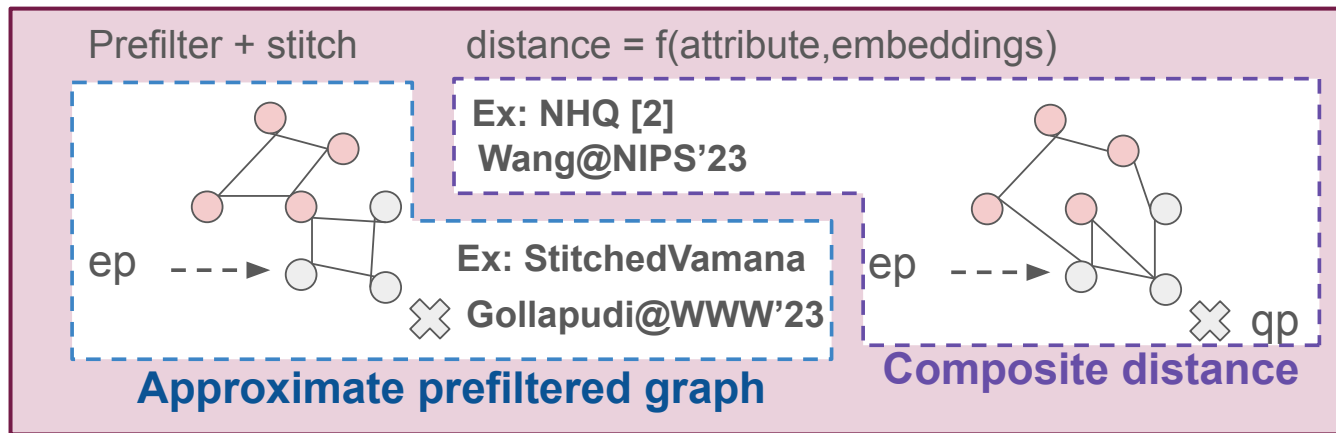 Prefilter + stitch
distance = f(attribute,embeddings)
Ex: NHQ [2]
Wang@NIPS’23
ep
Ex: StitchedVamana
Gollapudi@WWW’23
ep
qp
Approximate prefiltered graph
Composite distance